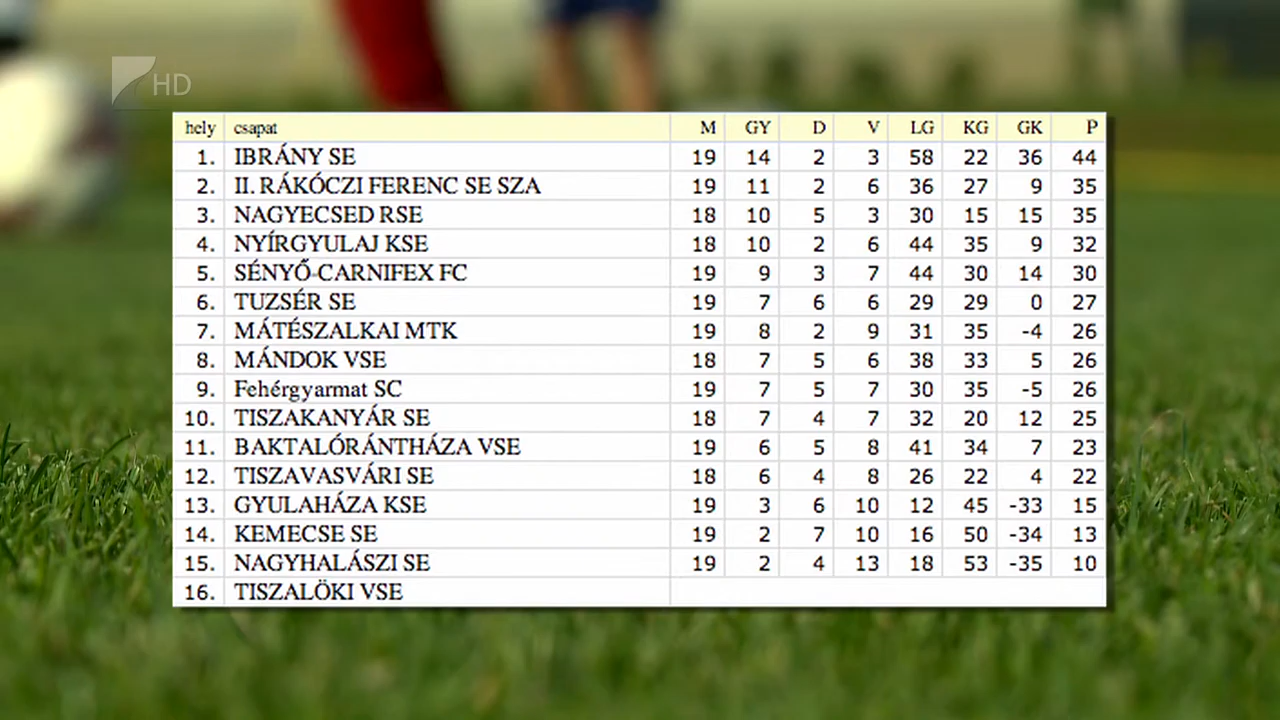 HD
hely csapat M GY D V LG KG GK P
1. IBRÁNY SE 19 14 2 3 58 22 36 44
2. II. RÁKÓCZI FERENC SE SZA 19 11 2 6 36 27 9 35
3. NAGYECSED RSE 18 10 5 3 30 15 15 35
4. NYÍRGYULAJ KSE 18 10 2 6 44 35 9 32
5. SÉNYŐ-CARNIFEX FC 19 9 3 7 44 30 14 30
6. TUZSÉR SE 19 7 6 6 29 29 0 27
7. MÁTÉSZALKAI MTK 19 8 2 9 31 35 -4 26
8. MÁNDOK VSE 18 7 5 6 38 33 5 26
9. Fehérgyarmat SC 19 7 5 7 30 35 -5 26
10. TISZAKANYÁR SE 18 7 4 7 32 20 12 25
11. BAKTALÓRÁNTHÁZA VSE 19 6 5 8 41 34 7 23
12. TISZAVASVÁRI SE 18 6 4 8 26 22 4 22
13. GYULAHÁZA KSE 19 3 6 10 12 45 -33 15
14. KEMECSE SE 19 2 7 10 16 50 -34 13
15. NAGYHALÁSZI SE 19 2 4 13 18 53 -35 10
16. TISZALÖKI VSE